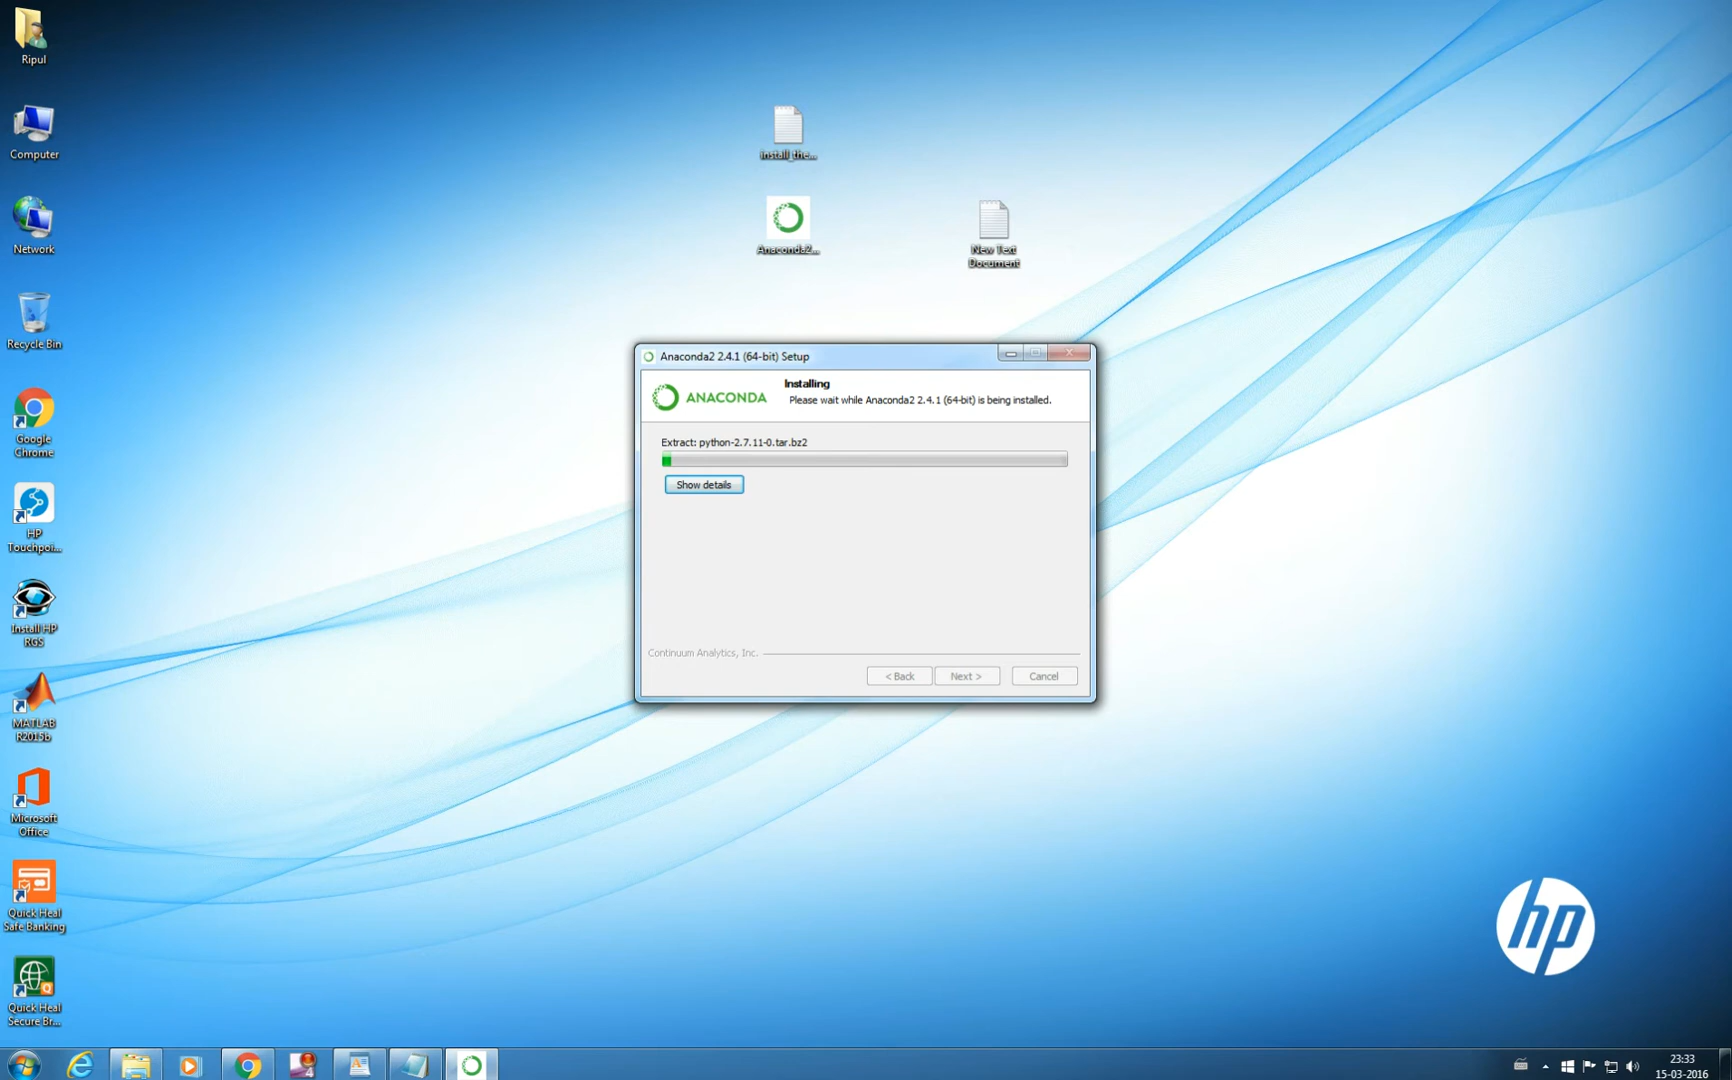 Ripul
Computer
Network
Recycle Bin
Google
Chrome
HP
Touchpoi...
Install HP
RGS
MATLAB
R2015b
Microsoft
Office
Quick Heal
Safe Banking
Quick Heal
Secure Br...
install_the...
Anaconda2...
New Text
Document
Anaconda2 2.4.1 (64-bit) Setup
ANACONDA
Installing
Please wait while Anaconda2 2.4.1 (64-bit) is being installed.
Extract: python-2.7.11-0.tar.bz2
Show details
Continuum Analytics, Inc.
< Back
Next >
Cancel
hp
23:33
15-03-2016